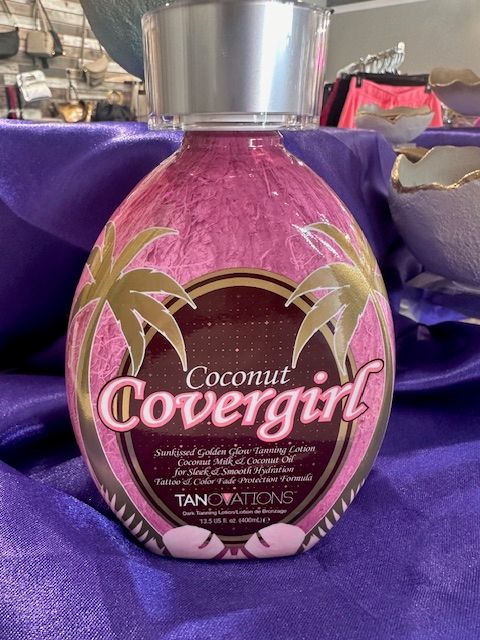 Coconut
Covergirl
Sunkissed Golden Glow Tanning Lotion
Coconut Milk & Coconut Oil
for Sleek & Smooth Hydration
Tattoo & Color Fade Protection Formula
TANOVATIONS
Dark Tanning Lotion/Lotion de Bronzage
13.5 US fl. oz. (400mL) e